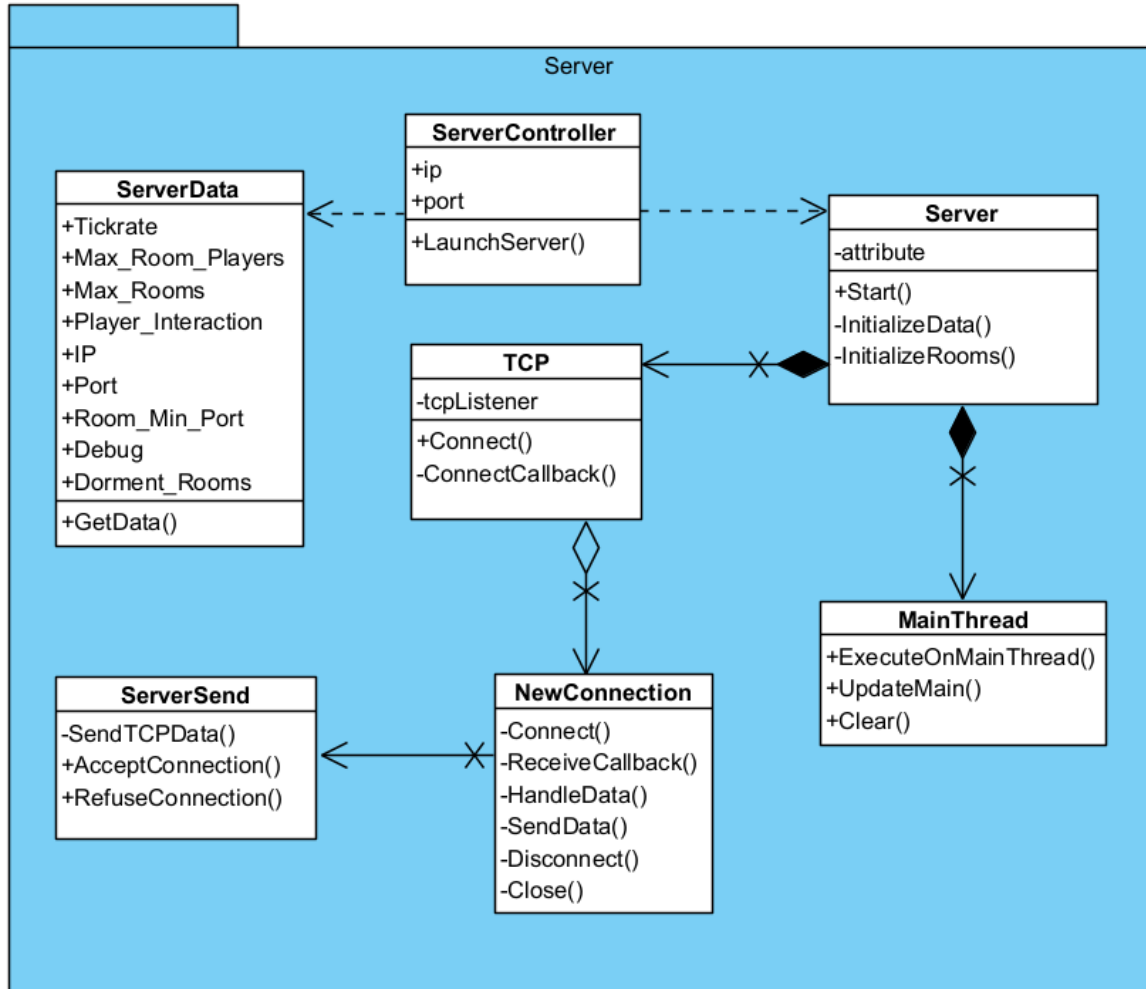 Server
ServerController
+ip
+port
+LaunchServer()
ServerData
+Tickrate
+Max_Room_Players
+Max_Rooms
+Player_Interaction
+IP
+Port
+Room_Min_Port
+Debug
+Dorment_Rooms
+GetData()
Server
-attribute
+Start()
-InitializeData()
-InitializeRooms()
TCP
-tcpListener
+Connect()
-ConnectCallback()
MainThread
+ExecuteOnMainThread()
+UpdateMain()
+Clear()
ServerSend
-SendTCPData()
+AcceptConnection()
+RefuseConnection()
NewConnection
-Connect()
-ReceiveCallback()
-HandleData()
-SendData()
-Disconnect()
-Close()